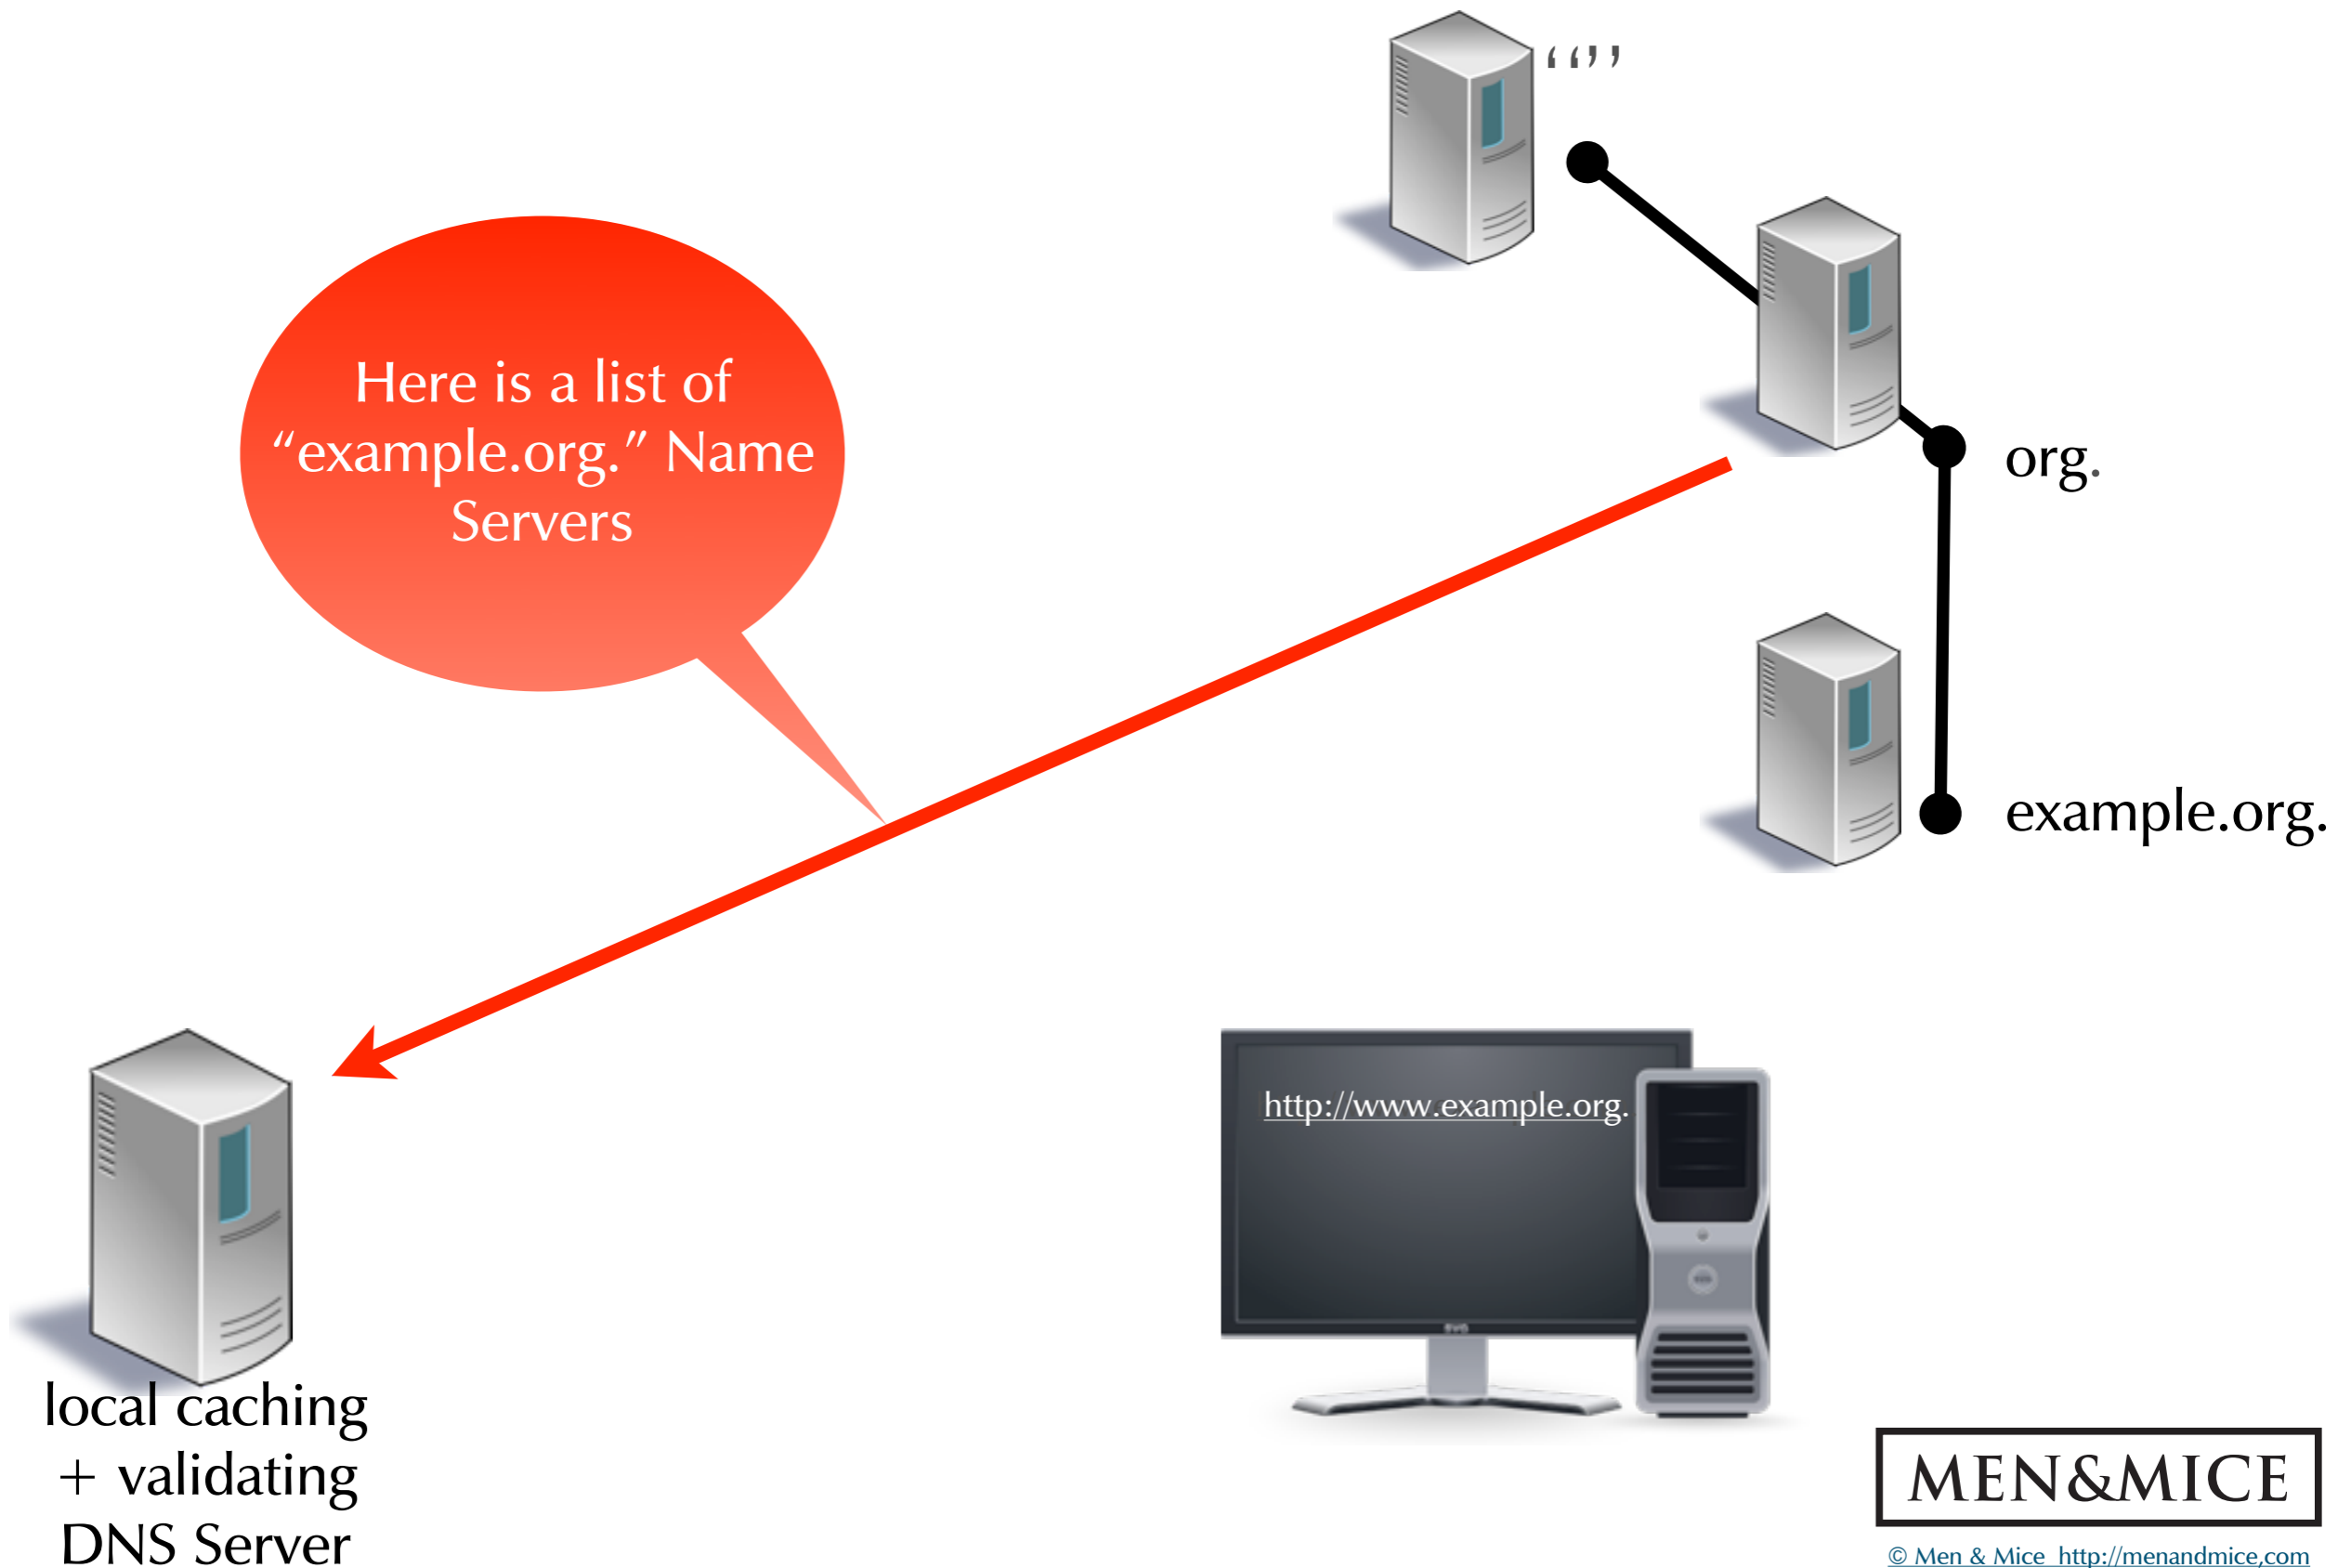 “”
Here is a list of
“example.org.” Name
Servers
org.
example.org.
http://www.example.org.
local caching
+ validating
DNS Server
MEN&MICE
© Men & Mice http://menandmice,com